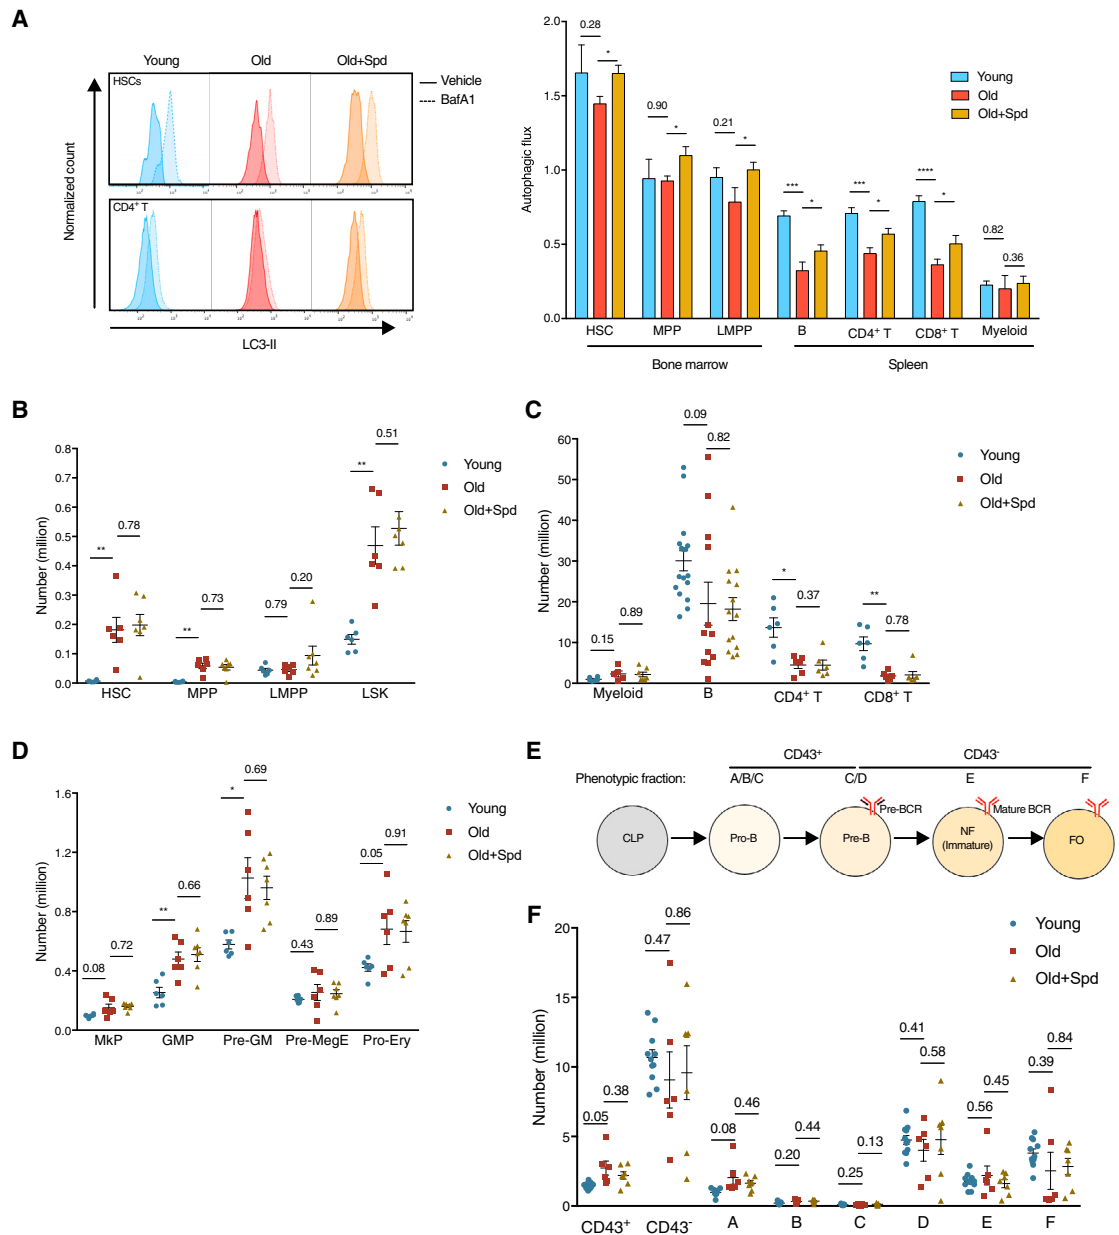 A
Young
Old
Old+Spd
HSCs
CD4⁺ T
Normalized count
LC3-II
Vehicle
BafA1
2.0
1.5
1.0
0.5
0.0
Autophagic flux
0.28
*
0.90
*
0.21
*
***
*
***
*
****
*
0.82
0.36
Young
Old
Old+Spd
HSC
MPP
LMPP
B
CD4⁺ T
CD8⁺ T
Myeloid
Bone marrow
Spleen
B
0.8
0.7
0.6
0.5
0.4
0.3
0.2
0.1
0.0
Number (million)
**
0.78
**
0.73
0.79
0.20
**
0.51
Young
Old
Old+Spd
HSC
MPP
LMPP
LSK
C
60
50
40
30
20
10
0
Number (million)
0.15
0.89
0.09
0.82
*
0.37
**
0.78
Young
Old
Old+Spd
Myeloid
B
CD4⁺ T
CD8⁺ T
D
1.6
1.2
0.8
0.4
0.0
Number (million)
0.08
0.72
**
0.66
*
0.69
0.43
0.89
0.05
0.91
Young
Old
Old+Spd
MkP
GMP
Pre-GM
Pre-MegE
Pro-Ery
E
CD43⁺
CD43⁻
Phenotypic fraction:
A/B/C
C/D
E
F
Pre-BCR
Mature BCR
CLP
Pro-B
Pre-B
NF
(Immature)
FO
F
20
15
10
5
0
Number (million)
0.05
0.38
0.47
0.86
0.08
0.46
0.20
0.44
0.25
0.13
0.41
0.58
0.56
0.45
0.39
0.84
Young
Old
Old+Spd
CD43⁺
CD43⁻
A
B
C
D
E
F